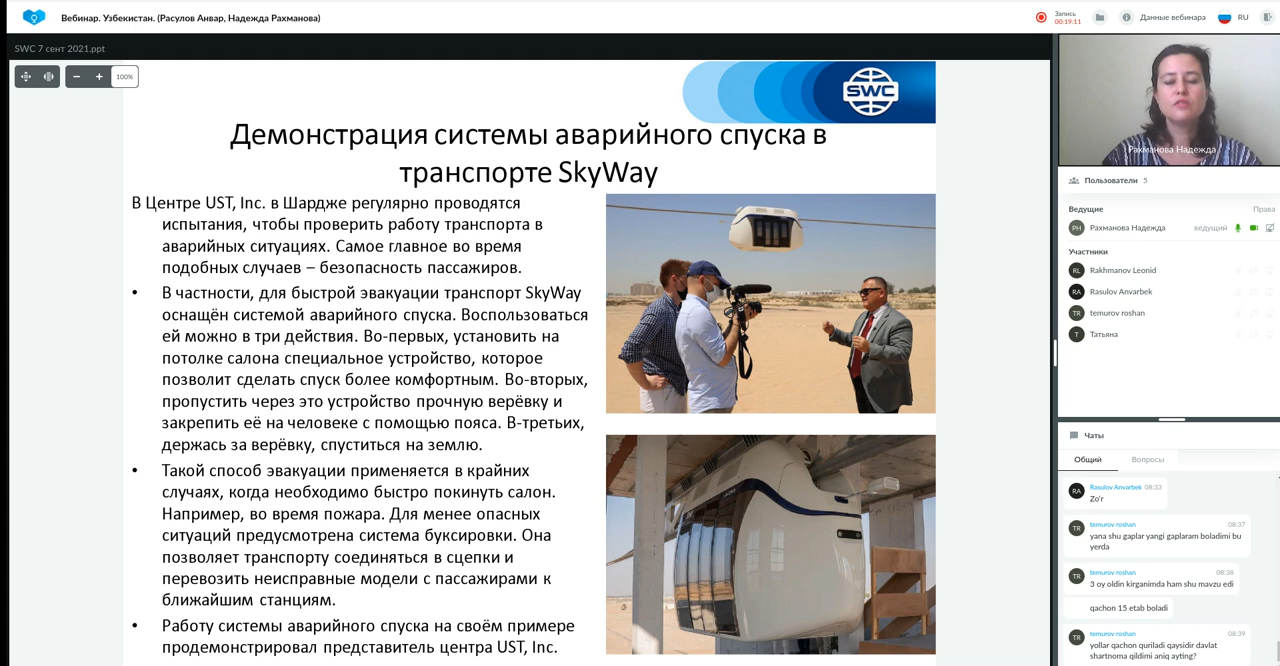 Вебинар. Узбекистан. (Расулов Анвар, Надежда Рахманова)
Запись
00:19:11
Данные вебинара
RU
SWC 7 сент 2021.ppt
100%
SWC
Демонстрация системы аварийного спуска в
транспорте SkyWay
В Центре UST, Inc. в Шардже регулярно проводятся
испытания, чтобы проверить работу транспорта в
аварийных ситуациях. Самое главное во время
подобных случаев – безопасность пассажиров.
• В частности, для быстрой эвакуации транспорт SkyWay
оснащён системой аварийного спуска. Воспользоваться
ей можно в три действия. Во-первых, установить на
потолке салона специальное устройство, которое
позволит сделать спуск более комфортным. Во-вторых,
пропустить через это устройство прочную верёвку и
закрепить её на человеке с помощью пояса. В-третьих,
держась за верёвку, спуститься на землю.
• Такой способ эвакуации применяется в крайних
случаях, когда необходимо быстро покинуть салон.
Например, во время пожара. Для менее опасных
ситуаций предусмотрена система буксировки. Она
позволяет транспорту соединяться в сцепки и
перевозить неисправные модели с пассажирами к
ближайшим станциям.
• Работу системы аварийного спуска на своём примере
продемонстрировал представитель центра UST, Inc.
Рахманова Надежда
Пользователи 5
Ведущие Права
РН Рахманова Надежда ведущий
Участники
RL Rakhmanov Leonid
RA Rasulov Anvarbek
TR temurov roshan
Т Татьяна
Чаты
Общий Вопросы
RA Rasulov Anvarbek 08:33
Zo'r
TR temurov roshan 08:37
yana shu gaplar yangi gaplaram boladimi bu
yerda
TR temurov roshan 08:38
3 oy oldin kirganimda ham shu mavzu edi
qachon 15 etab boladi
TR temurov roshan 08:39
yollar qachon quriladi qaysidir davlat
shartnoma qildimi aniq ayting?